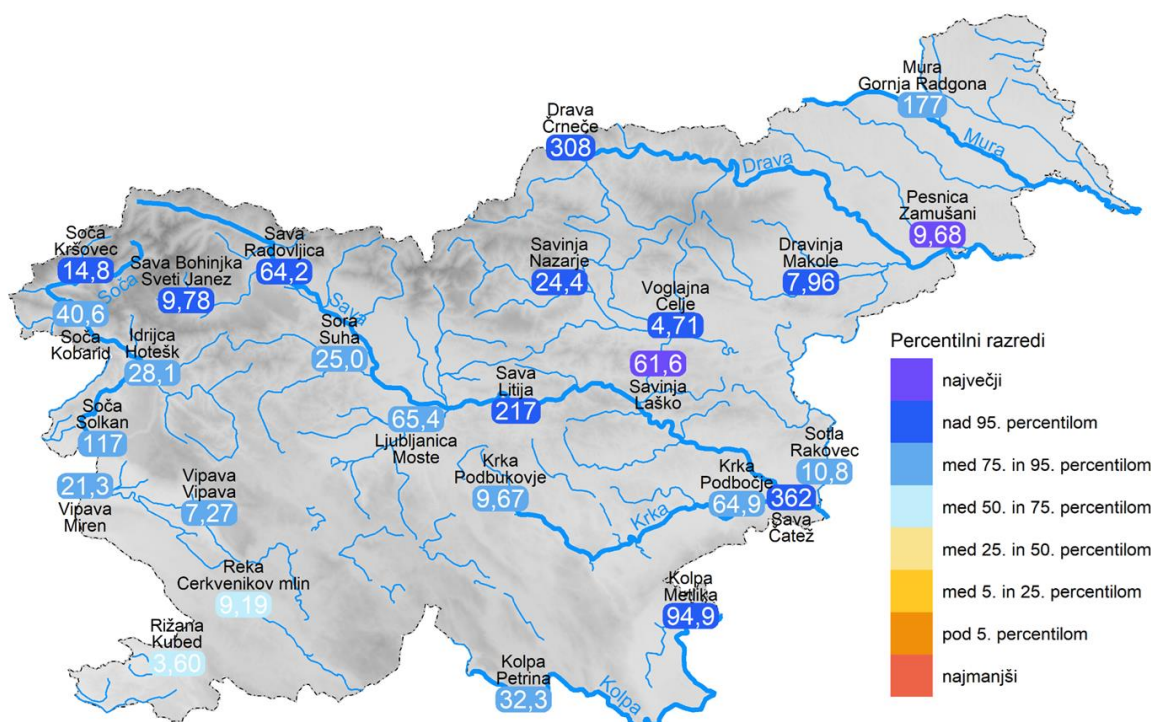 Mura
Gornja Radgona
177
Mura
Drava
Črneče
308
Drava
Pesnica
Zamušani
9,68
Soča
Kršovec
14,8
Sava Bohinjka
Sveti Janez
9,78
Sava
Radovljica
64,2
Savinja
Nazarje
24,4
Dravinja
Makole
7,96
Soča
40,6
Soča
Kobarid
Idrijca
Hotešk
28,1
Sava
Sora
Suha
25,0
Voglajna
Celje
4,71
61,6
Savinja
Laško
Sava
Litija
217
65,4
Ljubljanica
Moste
Soča
Solkan
117
21,3
Vipava
Miren
Vipava
Vipava
7,27
Krka
Podbukovje
9,67
Krka
Krka
Podbočje
64,9
Sotla
Rakovec
10,8
362
Sava
Čatež
Reka
Cerkvenikov mlin
9,19
Rižana
Kubed
3,60
Kolpa
Metlika
94,9
Kolpa
Petrina
32,3
Kolpa
Percentilni razredi
največji
nad 95. percentilom
med 75. in 95. percentilom
med 50. in 75. percentilom
med 25. in 50. percentilom
med 5. in 25. percentilom
pod 5. percentilom
najmanjši